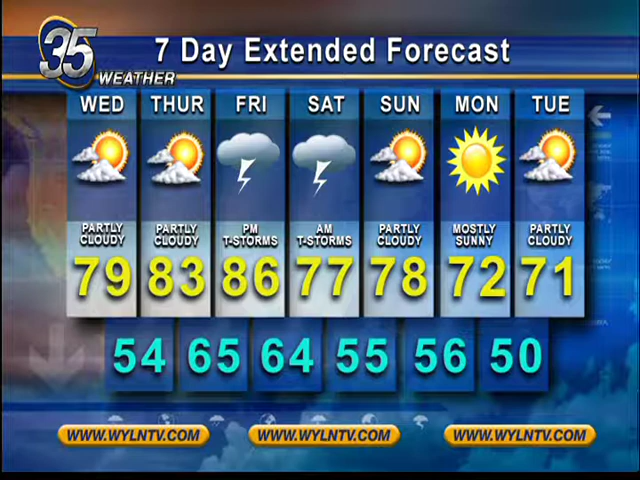 35
WEATHER
7 Day Extended Forecast
WED THUR FRI SAT SUN MON TUE
PARTLY CLOUDY
PARTLY CLOUDY
PM T-STORMS
AM T-STORMS
PARTLY CLOUDY
MOSTLY SUNNY
PARTLY CLOUDY
79 83 86 77 78 72 71
54 65 64 55 56 50
WWW.WYLNTV.COM WWW.WYLNTV.COM WWW.WYLNTV.COM